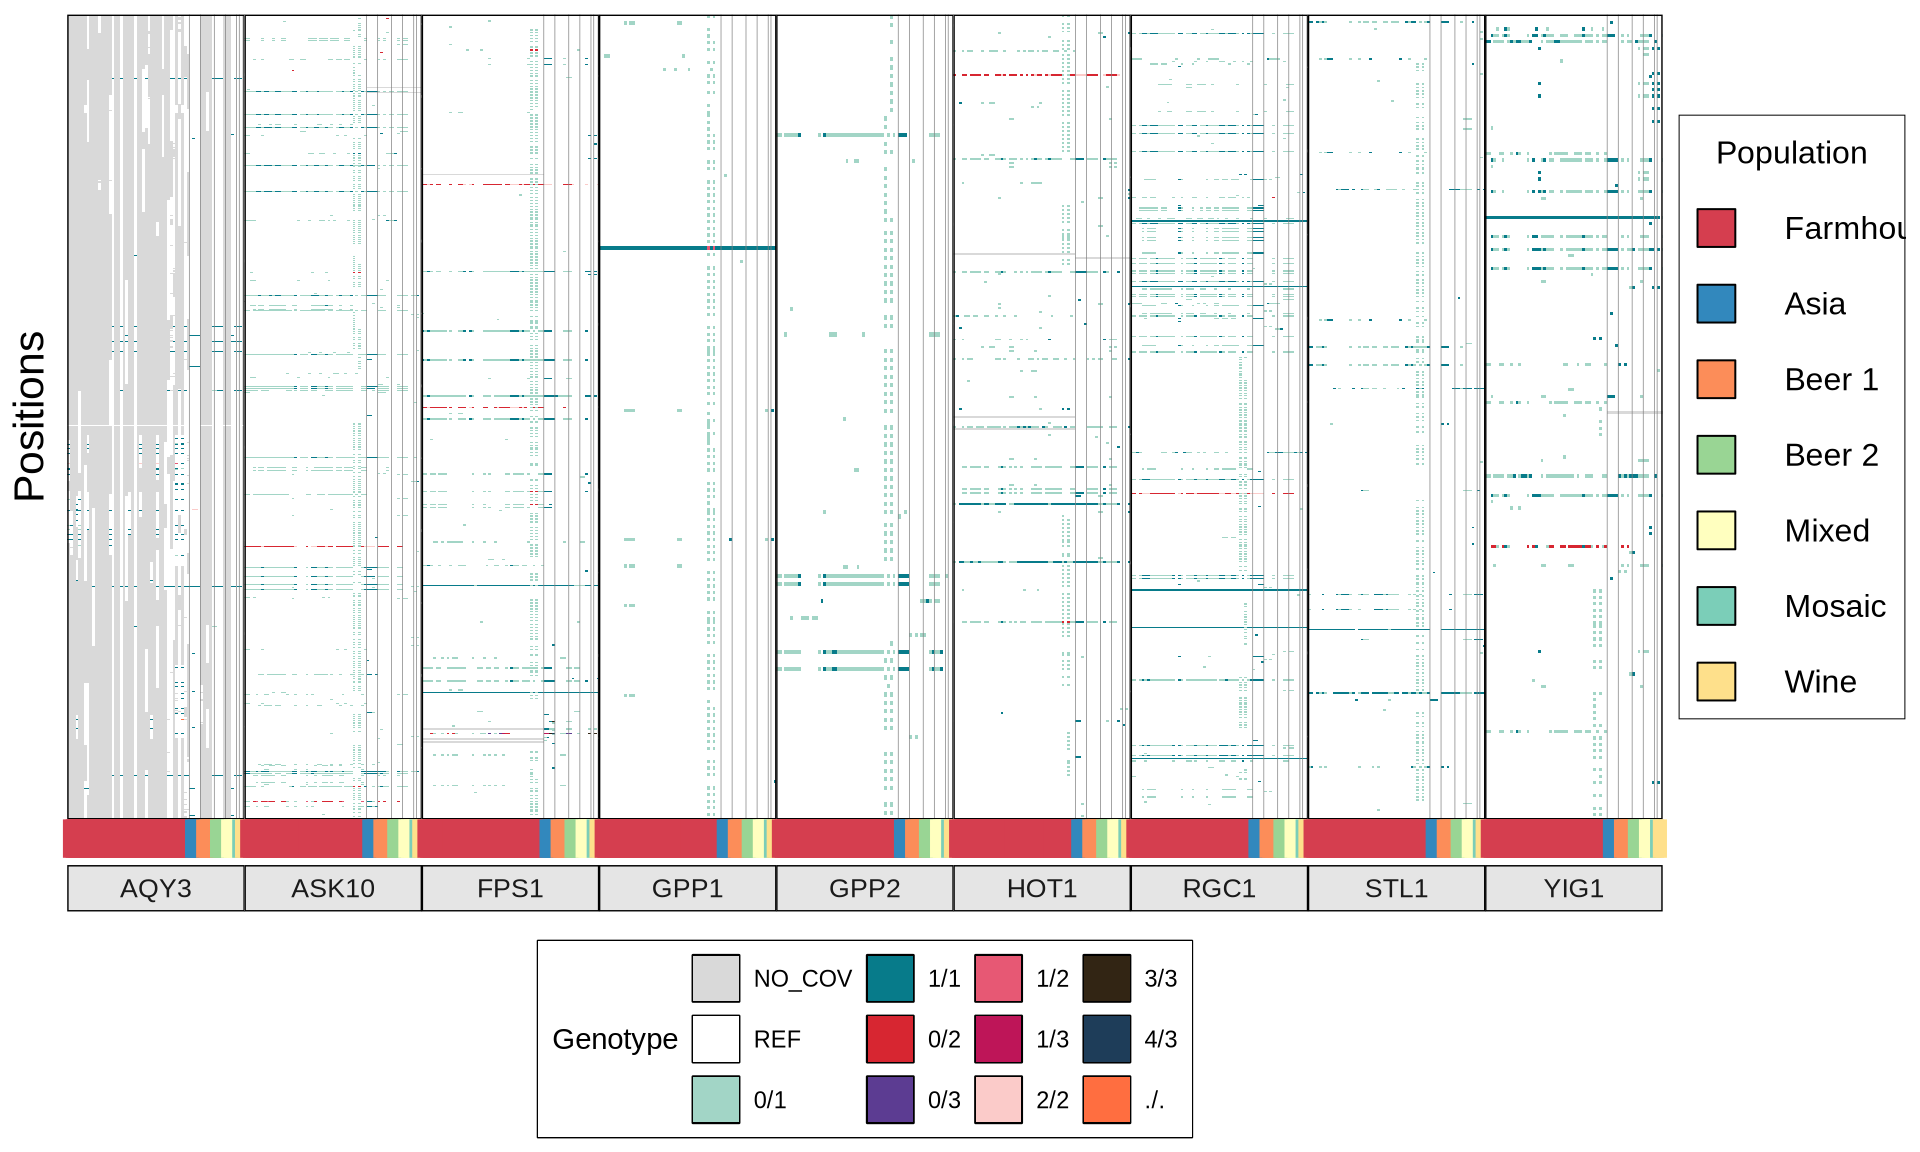 Positions
Population
Farmhou
Asia
Beer 1
Beer 2
Mixed
Mosaic
Wine
AQY3 ASK10 FPS1 GPP1 GPP2 HOT1 RGC1 STL1 YIG1
Genotype
NO_COV 1/1 1/2 3/3
REF 0/2 1/3 4/3
0/1 0/3 2/2 ./.